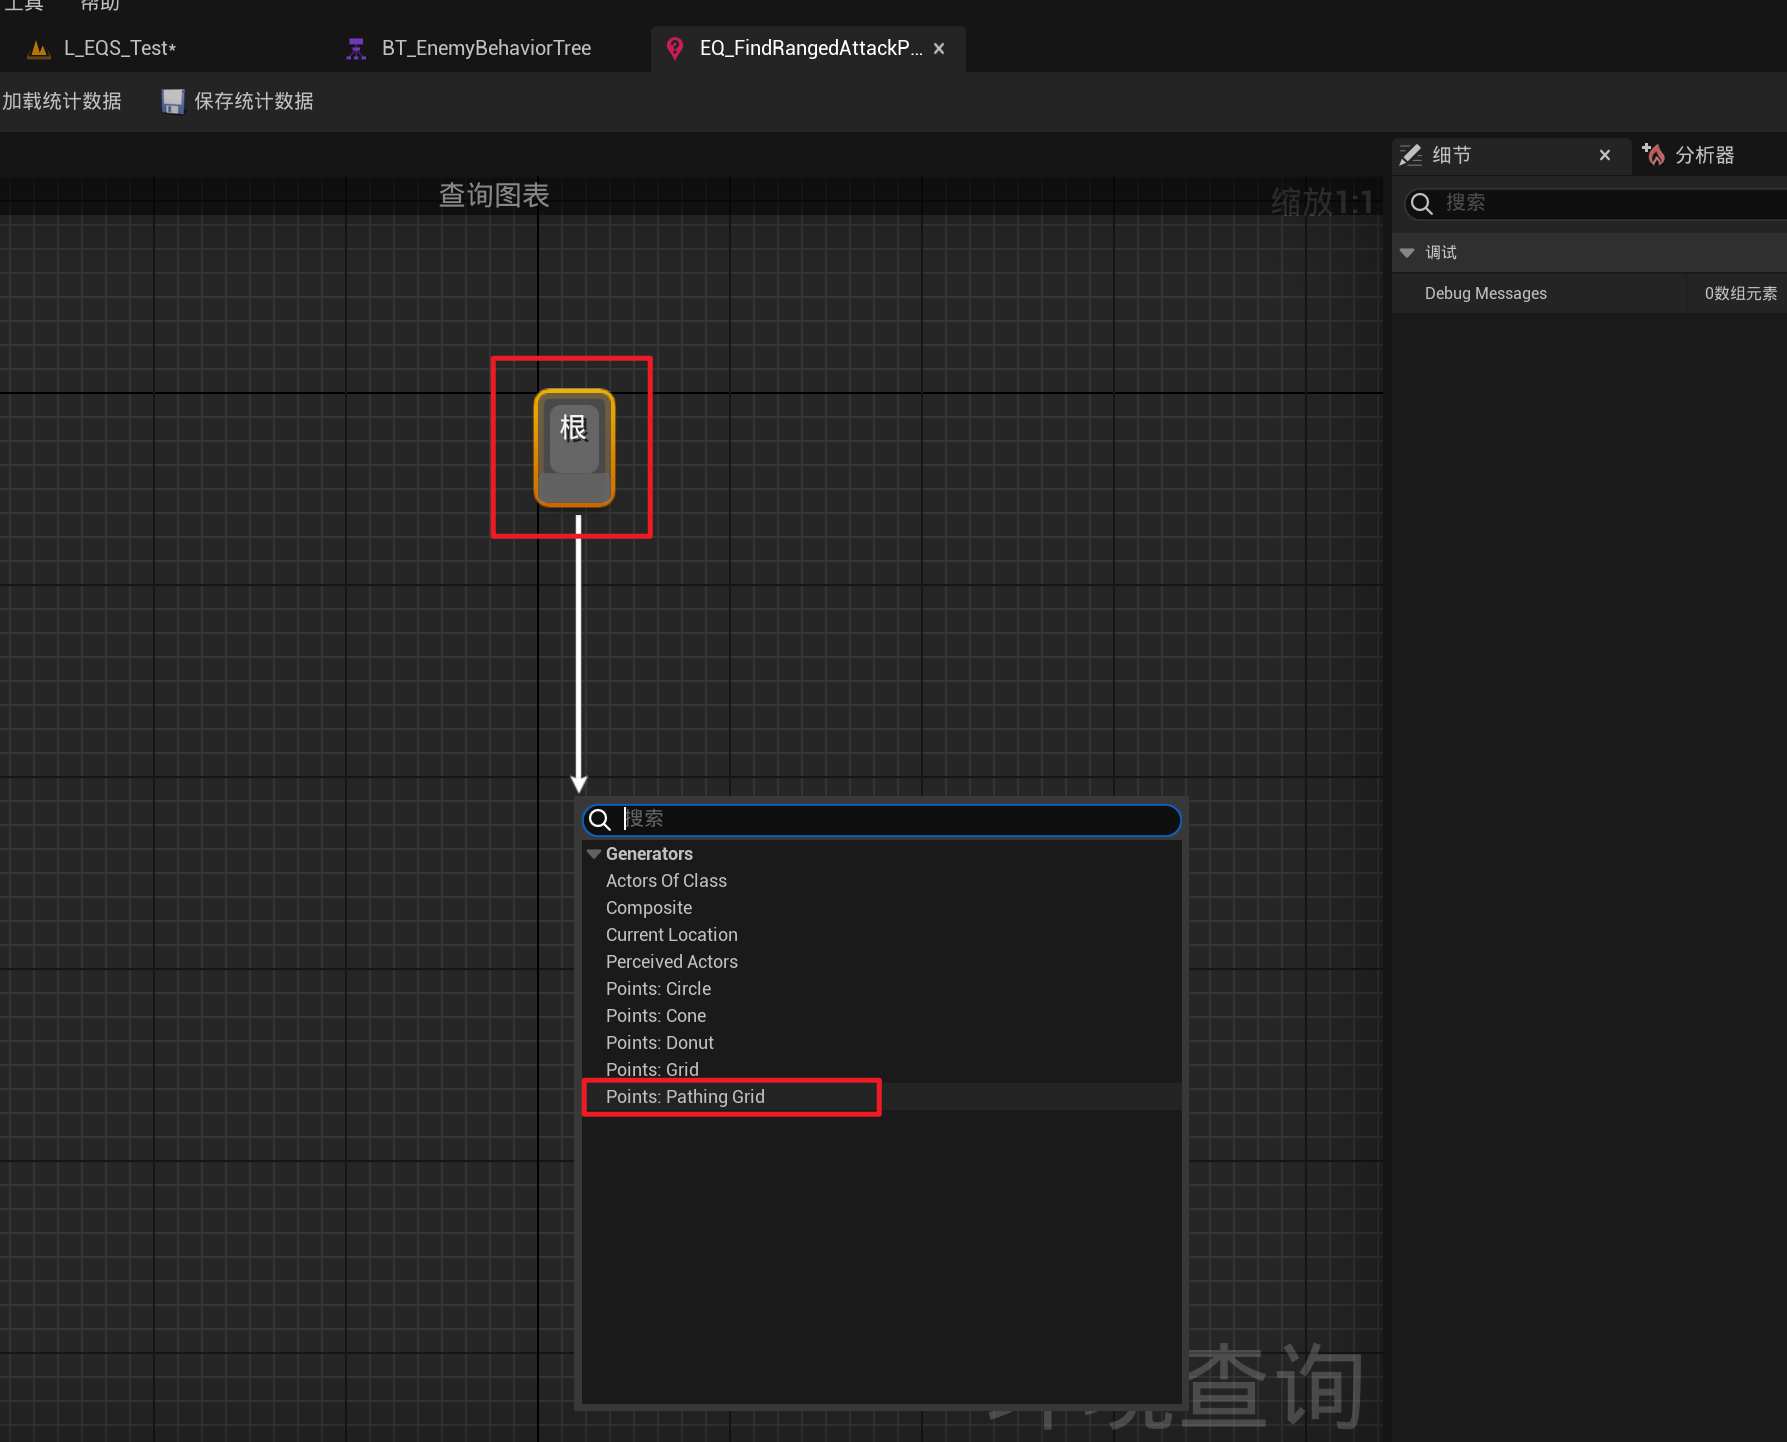 工具 帮助
L_EQS_Test* BT_EnemyBehaviorTree EQ_FindRangedAttackP...
加载统计数据 保存统计数据
细节 分析器
查询图表 缩放1:1
搜索
调试
Debug Messages 0数组元素
根
搜索
Generators
Actors Of Class
Composite
Current Location
Perceived Actors
Points: Circle
Points: Cone
Points: Donut
Points: Grid
Points: Pathing Grid
查询